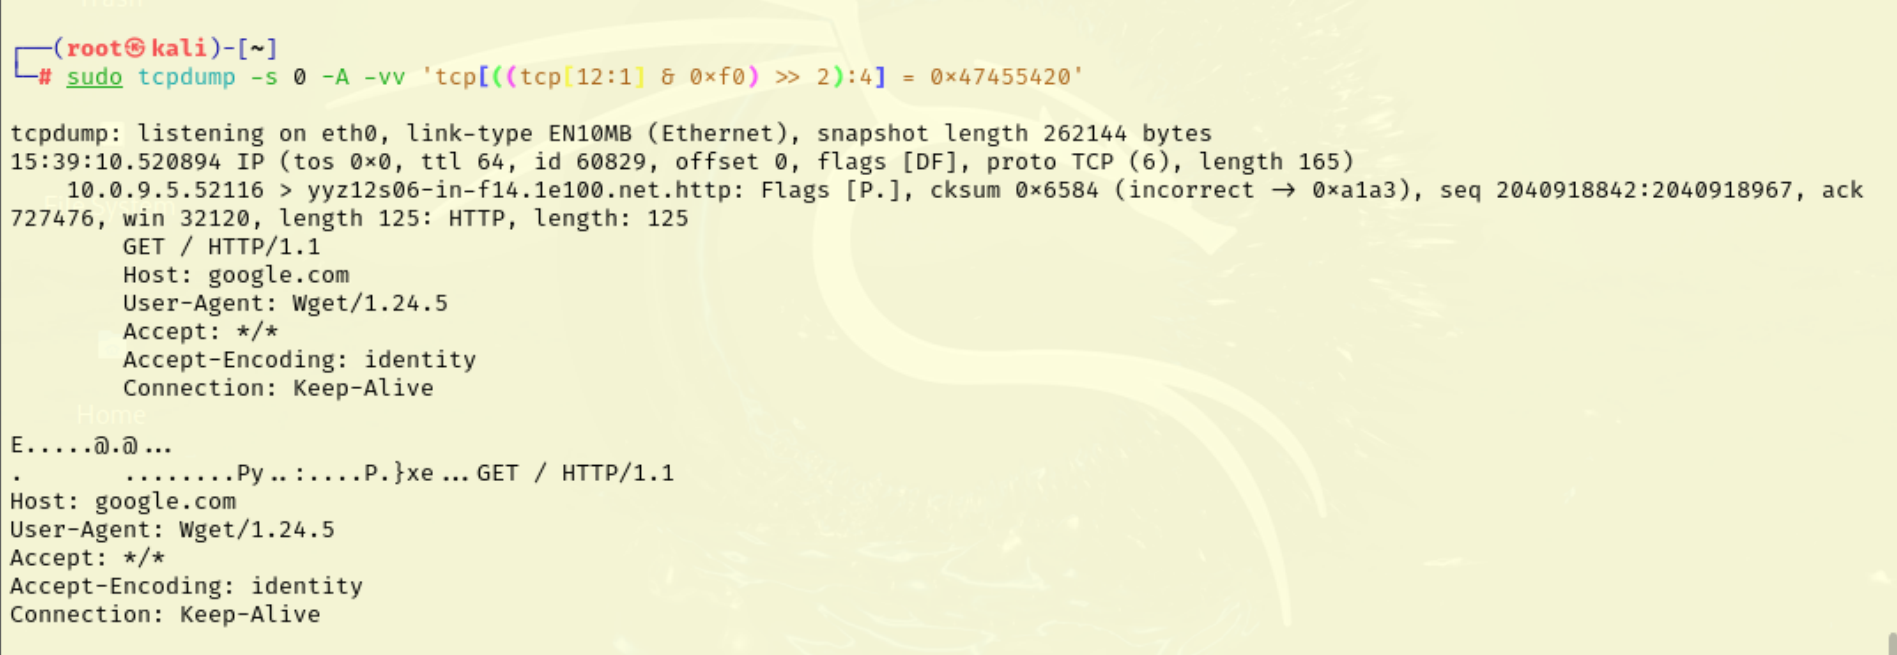 Trash
┌──(root㉿kali)-[~]
└─# sudo tcpdump -s 0 -A -vv 'tcp[((tcp[12:1] & 0xf0) >> 2):4] = 0x47455420'
tcpdump: listening on eth0, link-type EN10MB (Ethernet), snapshot length 262144 bytes
15:39:10.520894 IP (tos 0x0, ttl 64, id 60829, offset 0, flags [DF], proto TCP (6), length 165)
    10.0.9.5.52116 > yyz12s06-in-f14.1e100.net.http: Flags [P.], cksum 0x6584 (incorrect → 0xa1a3), seq 2040918842:2040918967, ack
727476, win 32120, length 125: HTTP, length: 125
File System
        GET / HTTP/1.1
        Host: google.com
        User-Agent: Wget/1.24.5
        Accept: */*
        Accept-Encoding: identity
        Connection: Keep-Alive
Home
E.....@.@...
.       ........Py..:....P.}xe...GET / HTTP/1.1
Host: google.com
User-Agent: Wget/1.24.5
Accept: */*
Accept-Encoding: identity
Connection: Keep-Alive